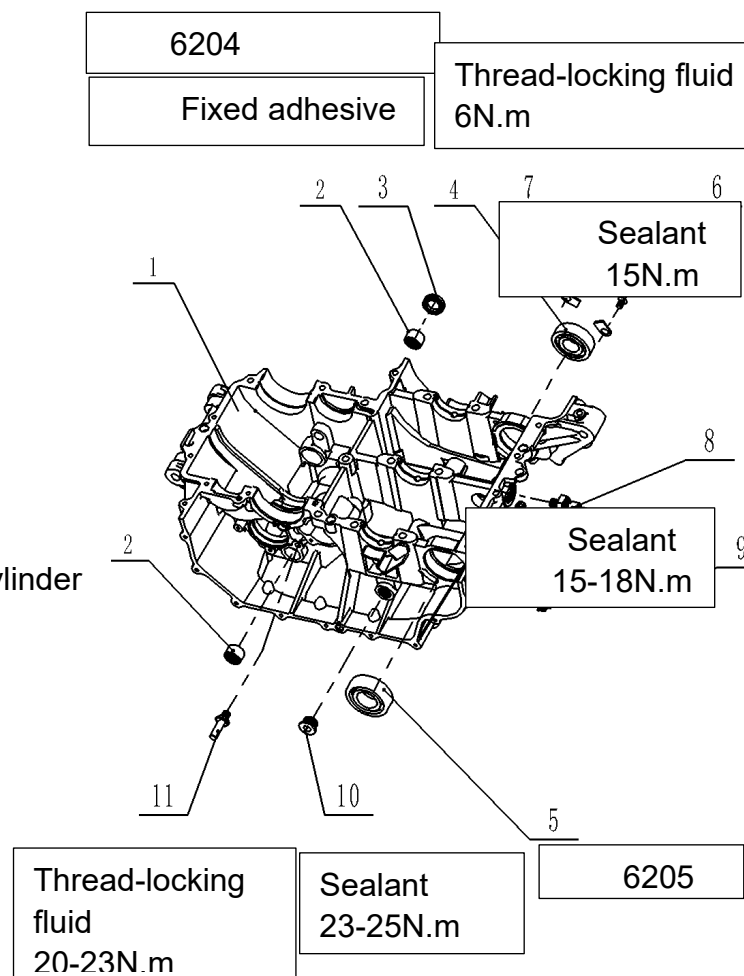 6204
Fixed adhesive
Thread-locking fluid
6N.m
2
3
4
7
6
Sealant
15N.m
1
8
Sealant
15-18N.m
9
2
ylinder
11
10
5
Thread-locking
fluid
20-23N.m
Sealant
23-25N.m
6205